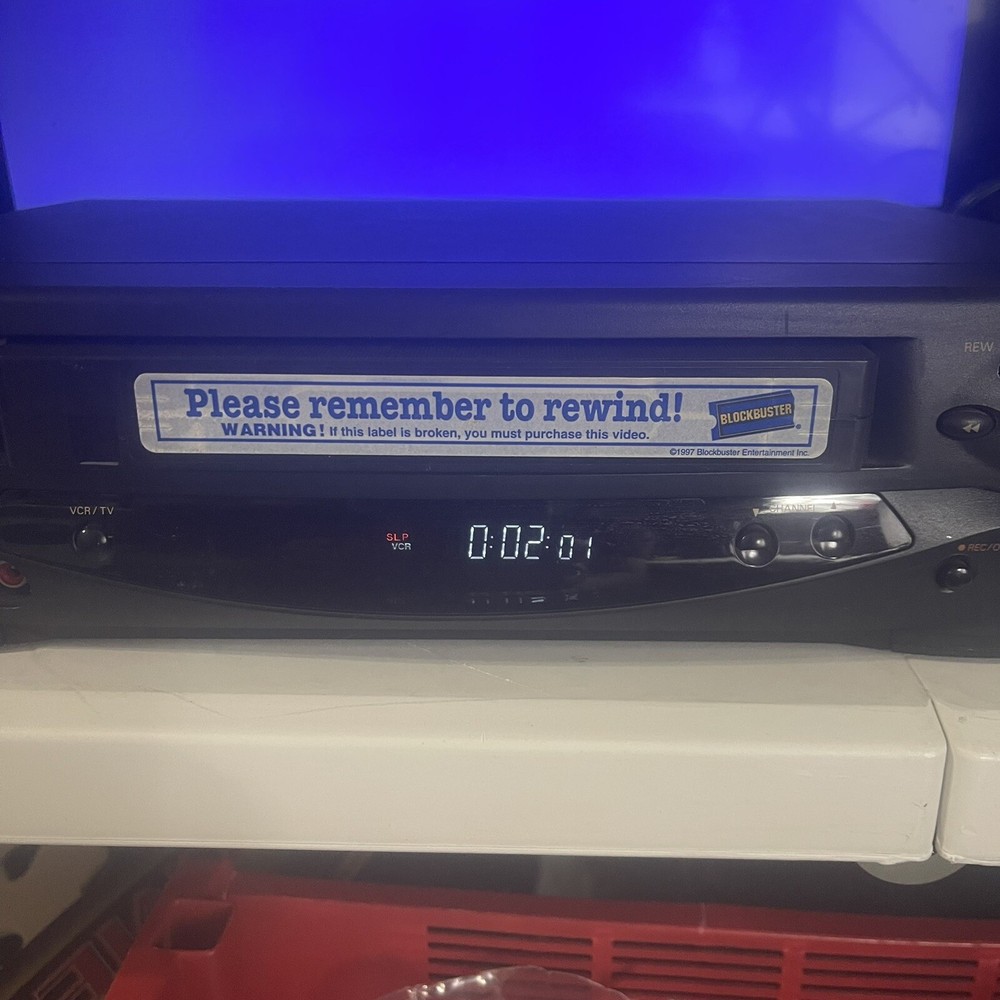 REW
Please remember to rewind!
WARNING! If this label is broken, you must purchase this video.
BLOCKBUSTER®
©1997 Blockbuster Entertainment Inc.
VCR/TV
SLP
VCR
0:02:01
▼ CHANNEL ▲
● REC/O